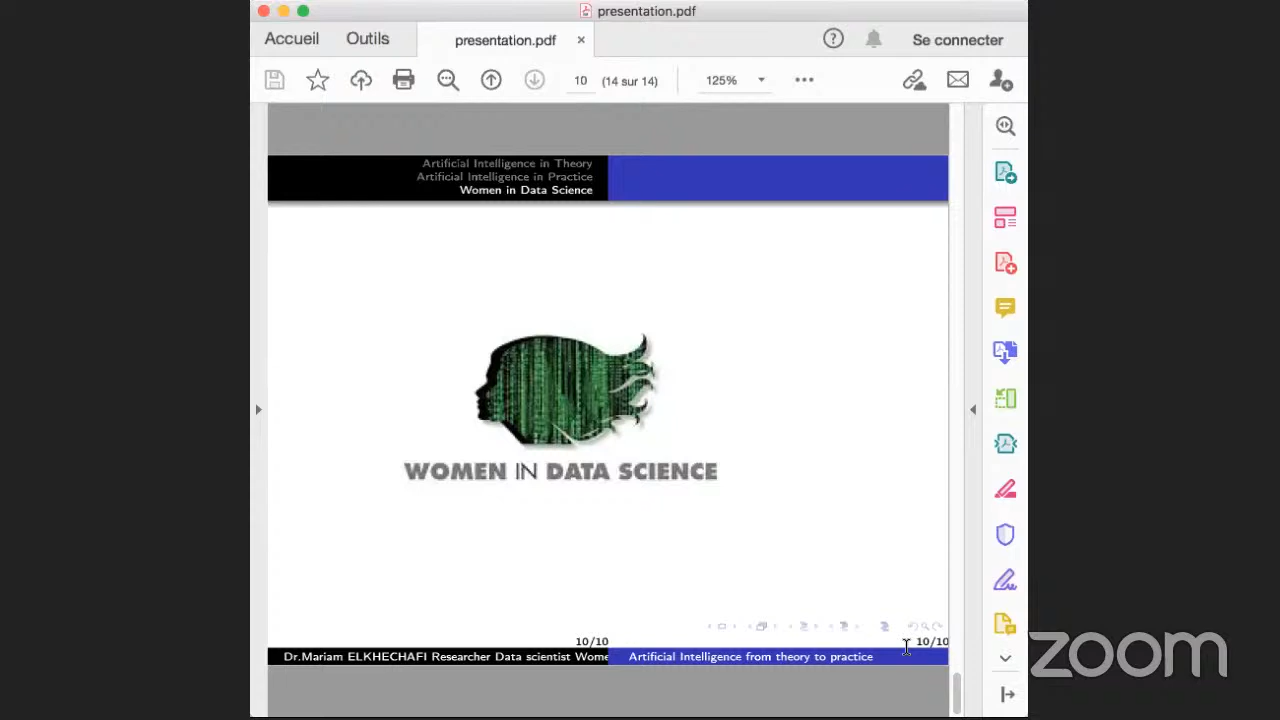 presentation.pdf
Accueil
Outils
presentation.pdf
Se connecter
10 (14 sur 14)
125%
Artificial Intelligence in Theory
Artificial Intelligence in Practice
Women in Data Science
WOMEN IN DATA SCIENCE
10/10
10/10
Dr.Mariam ELKHECHAFI Researcher Data scientist Wome
Artificial Intelligence from theory to practice
zoom